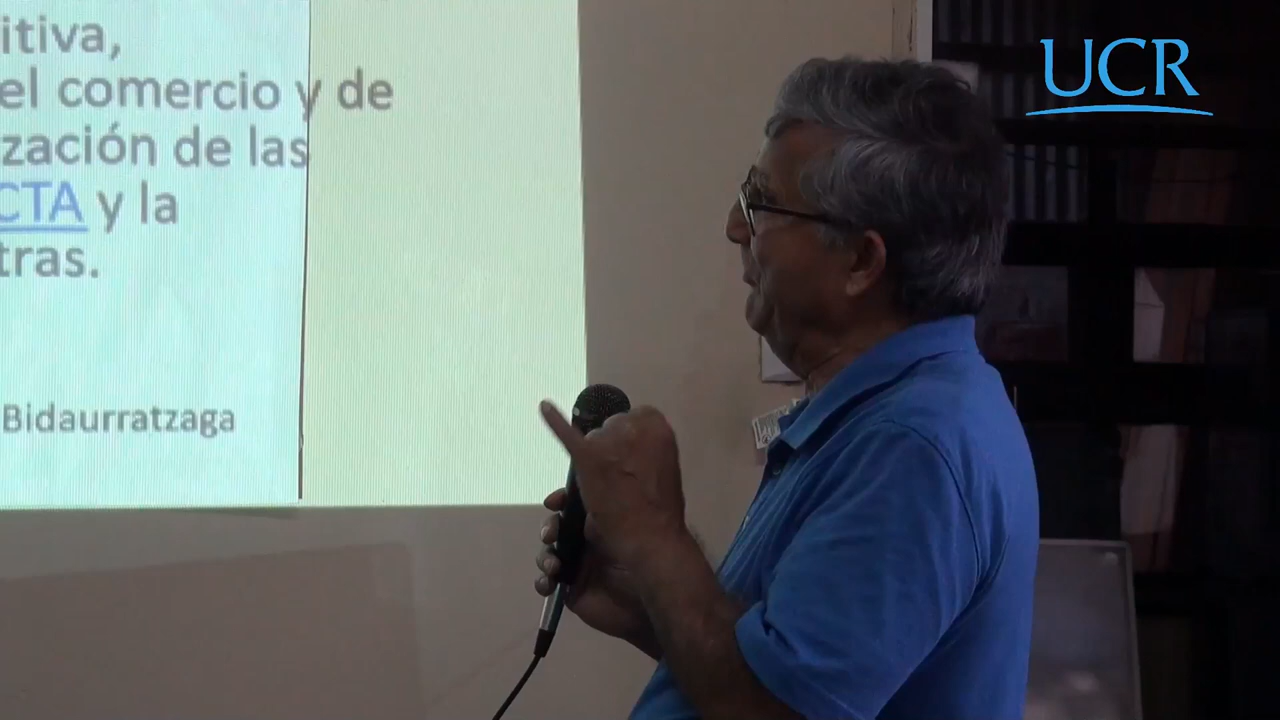 itiva,
el comercio y de
zación de las
CTA y la
tras.
Bidaurratzaga
UCR